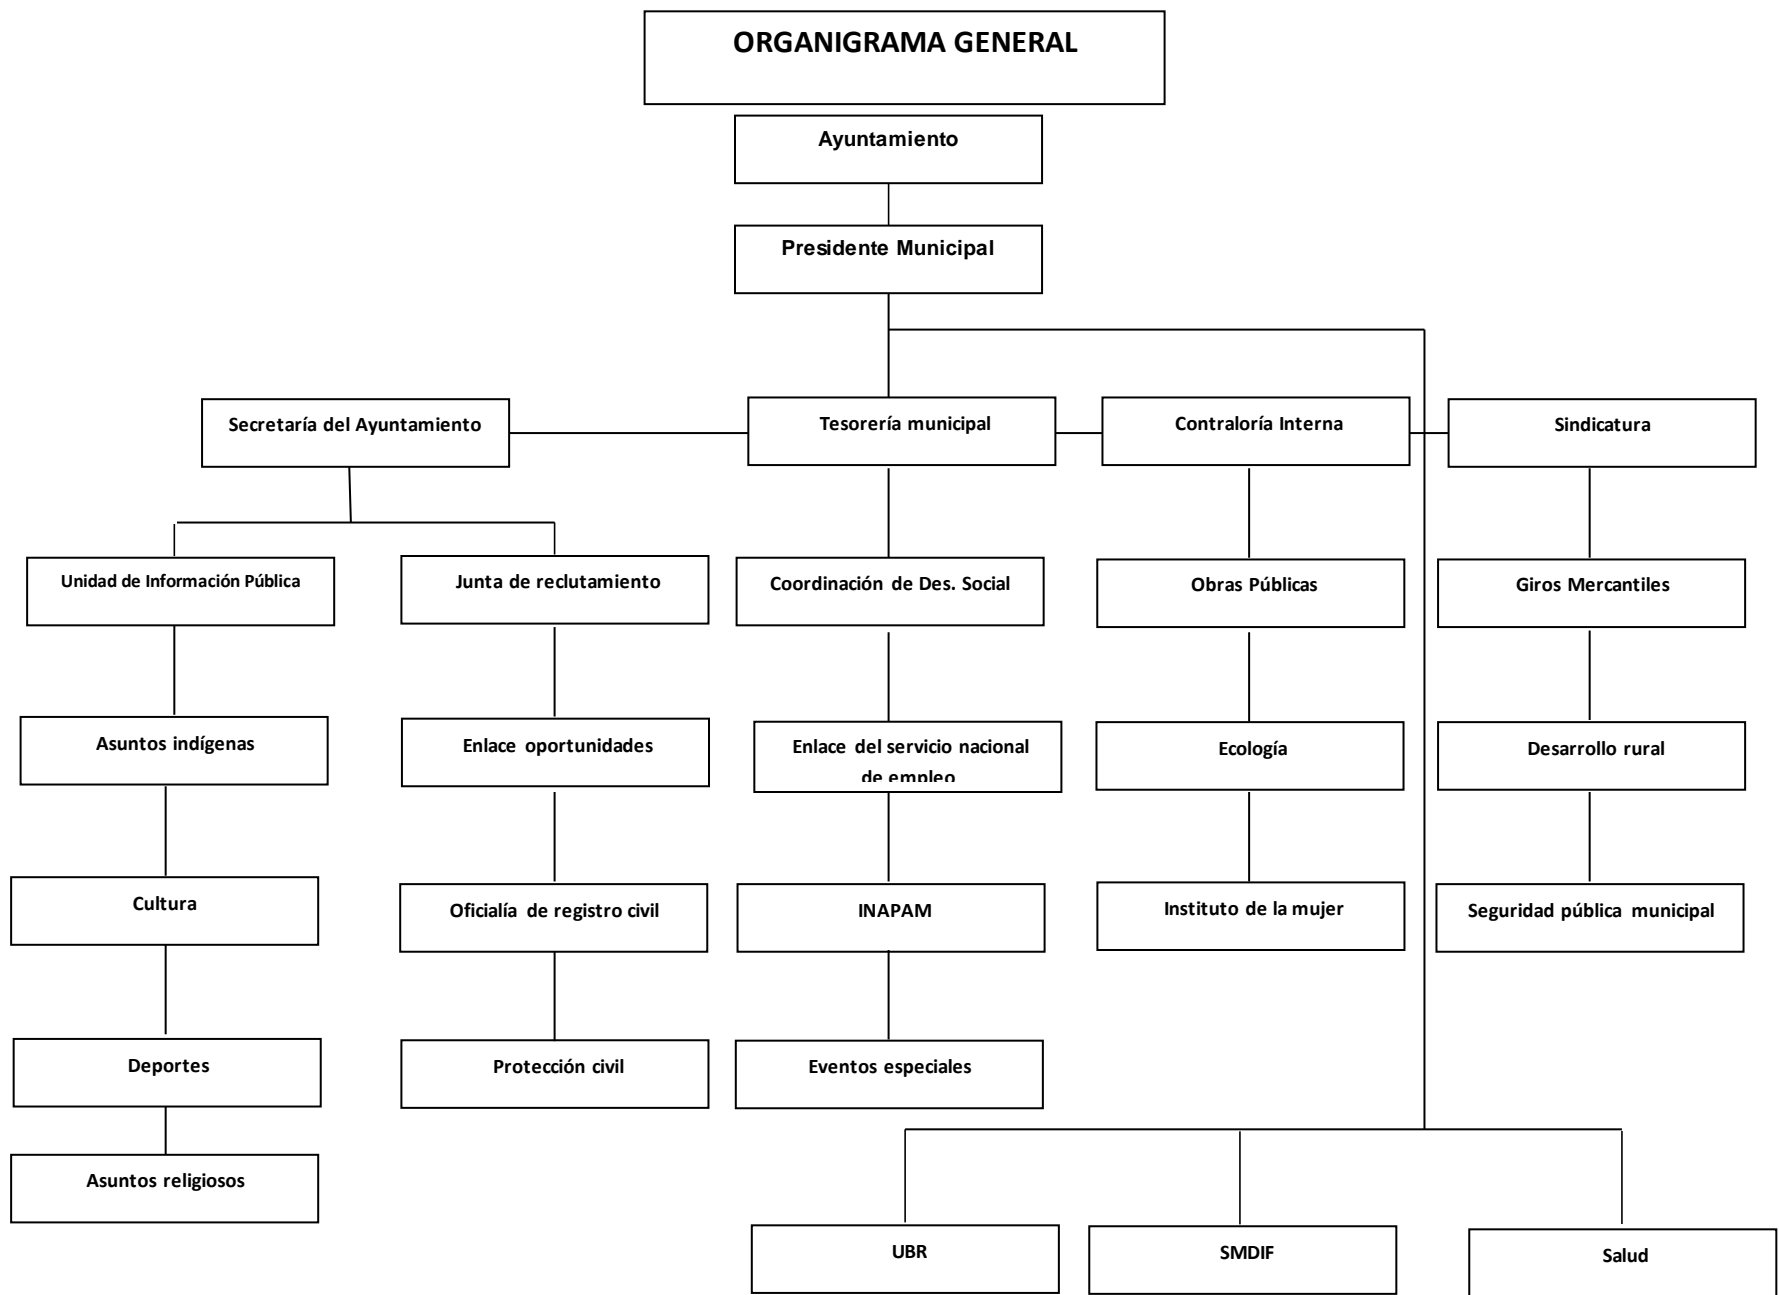 ORGANIGRAMA GENERAL
Ayuntamiento
Presidente Municipal
Secretaría del Ayuntamiento
Tesorería municipal
Contraloría Interna
Sindicatura
Unidad de Información Pública
Junta de reclutamiento
Coordinación de Des. Social
Obras Públicas
Giros Mercantiles
Asuntos indígenas
Enlace oportunidades
Enlace del servicio nacional
de empleo
Ecología
Desarrollo rural
Cultura
Oficialía de registro civil
INAPAM
Instituto de la mujer
Seguridad pública municipal
Deportes
Protección civil
Eventos especiales
Asuntos religiosos
UBR
SMDIF
Salud